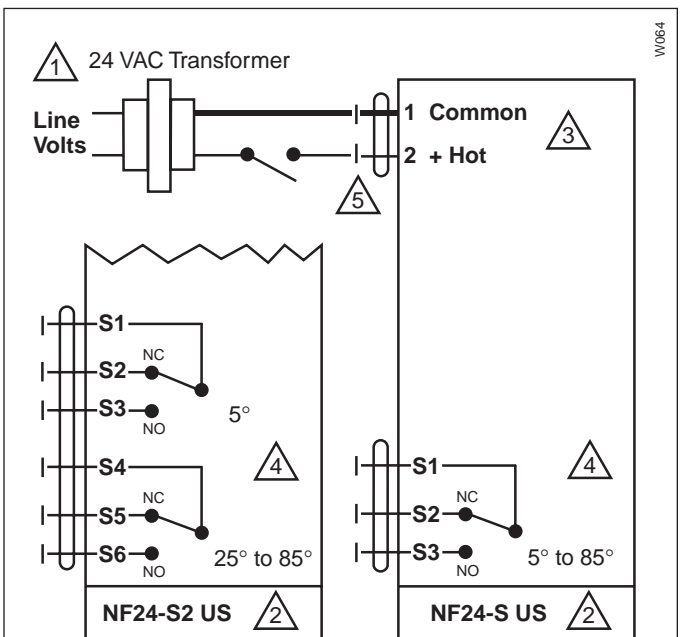 W064
1 24 VAC Transformer
Line
Volts
1 Common
2 + Hot
3
5
S1
NC
S2
S3
NO
5°
S4
4
NC
S5
S6
NO
25° to 85°
NF24-S2 US 2
S1
4
NC
S2
S3
NO
5° to 85°
NF24-S US 2